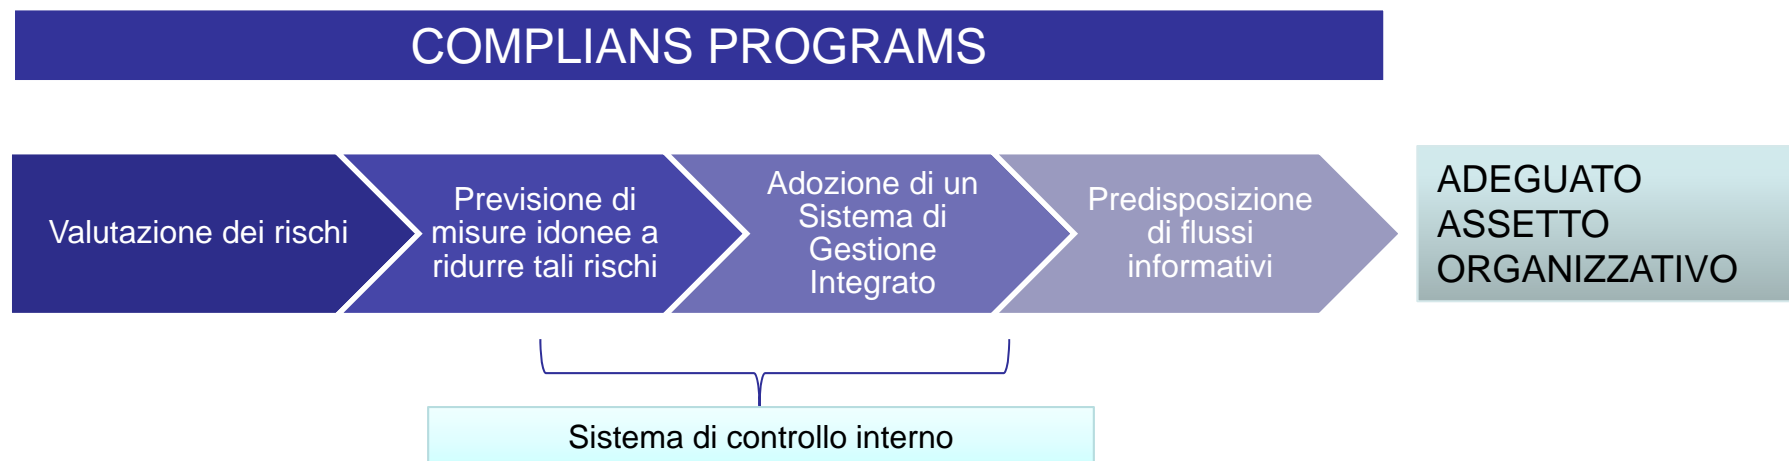 COMPLIANS PROGRAMS
Valutazione dei rischi
Previsione di
misure idonee a
ridurre tali rischi
Adozione di un
Sistema di
Gestione
Integrato
Predisposizione
di flussi
informativi
ADEGUATO
ASSETTO
ORGANIZZATIVO
Sistema di controllo interno